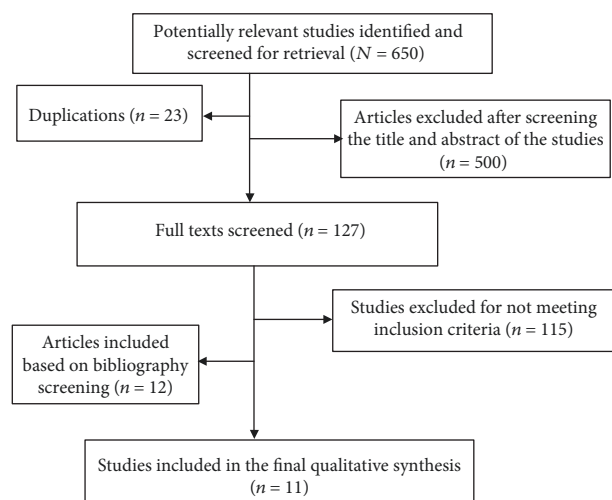 Potentially relevant studies identified and
screened for retrieval (N = 650)
Duplications (n = 23)
Articles excluded after screening
the title and abstract of the studies
(n = 500)
Full texts screened (n = 127)
Studies excluded for not meeting
inclusion criteria (n = 115)
Articles included
based on bibliography
screening (n = 12)
Studies included in the final qualitative synthesis
(n = 11)